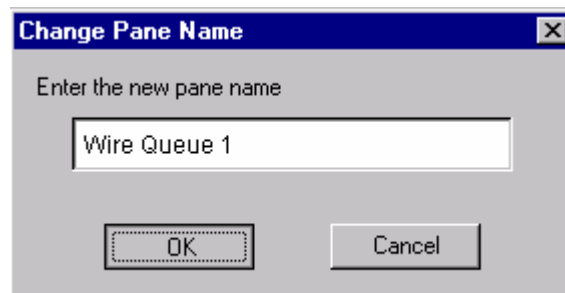 Change Pane Name
Enter the new pane name
Wire Queue 1
OK
Cancel